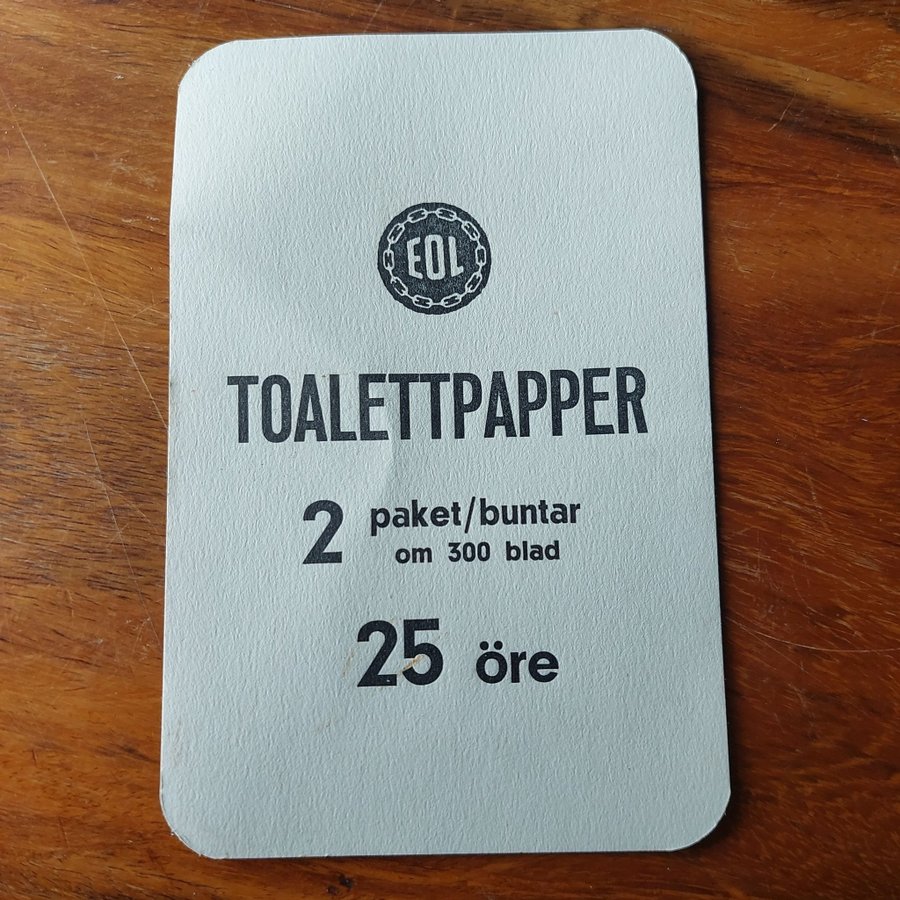 EOL
TOALETTPAPPER
2 paket/buntar
om 300 blad
25 öre